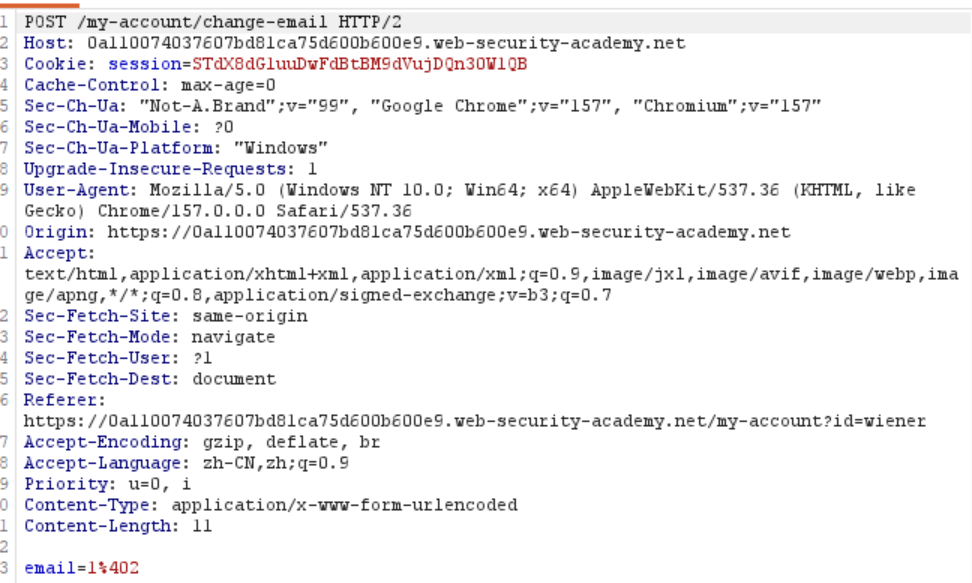 1 POST /my-account/change-email HTTP/2
2 Host: 0a110074037607bd81ca75d600b600e9.web-security-academy.net
3 Cookie: session=STdX8dG1uuDwFdBtBM9dVujDQn30W1QB
4 Cache-Control: max-age=0
5 Sec-Ch-Ua: "Not-A.Brand";v="99", "Google Chrome";v="157", "Chromium";v="157"
6 Sec-Ch-Ua-Mobile: ?0
7 Sec-Ch-Ua-Platform: "Windows"
8 Upgrade-Insecure-Requests: 1
9 User-Agent: Mozilla/5.0 (Windows NT 10.0; Win64; x64) AppleWebKit/537.36 (KHTML, like
Gecko) Chrome/157.0.0.0 Safari/537.36
0 Origin: https://0a110074037607bd81ca75d600b600e9.web-security-academy.net
1 Accept:
text/html,application/xhtml+xml,application/xml;q=0.9,image/jxl,image/avif,image/webp,ima
ge/apng,*/*;q=0.8,application/signed-exchange;v=b3;q=0.7
2 Sec-Fetch-Site: same-origin
3 Sec-Fetch-Mode: navigate
4 Sec-Fetch-User: ?1
5 Sec-Fetch-Dest: document
6 Referer:
https://0a110074037607bd81ca75d600b600e9.web-security-academy.net/my-account?id=wiener
7 Accept-Encoding: gzip, deflate, br
8 Accept-Language: zh-CN,zh;q=0.9
9 Priority: u=0, i
0 Content-Type: application/x-www-form-urlencoded
1 Content-Length: 11
2
3 email=1%402